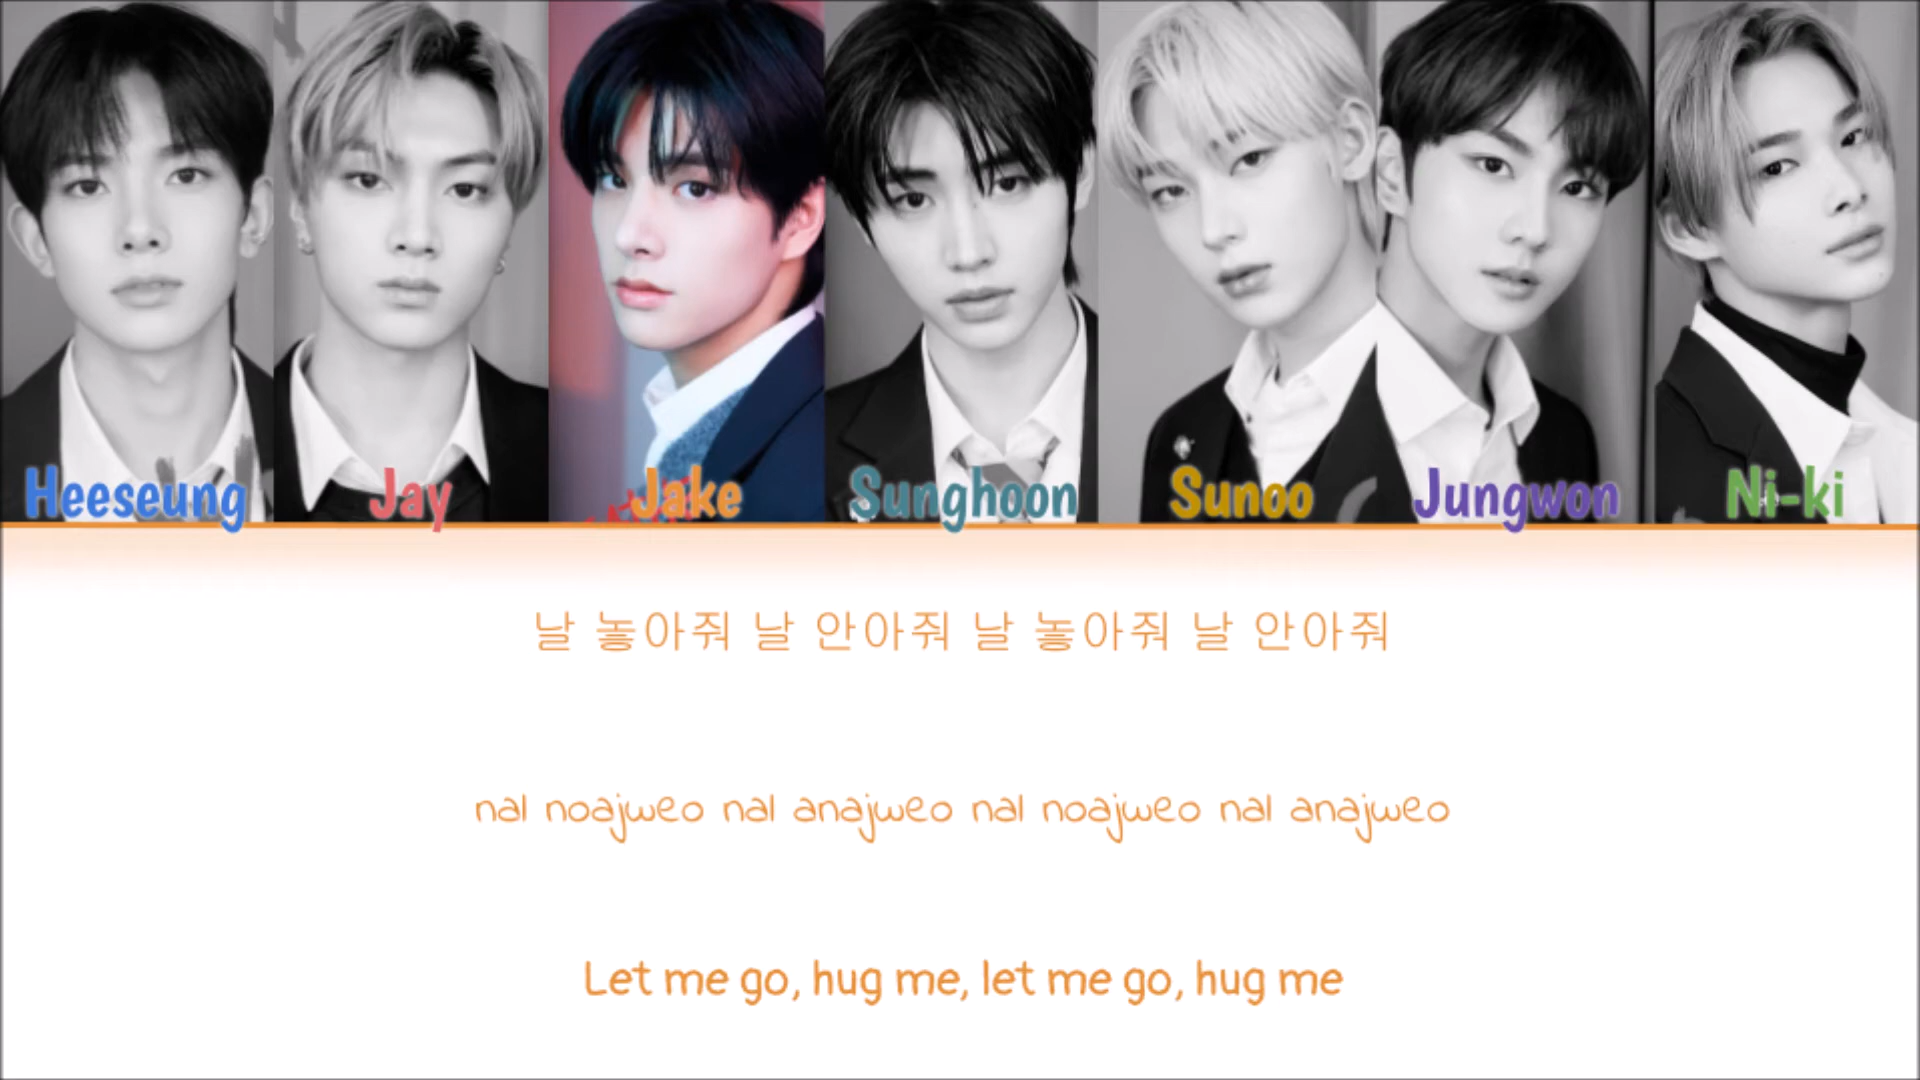 Heeseung Jay Jake Sunghoon Sunoo Jungwon Ni-ki
날 놓아줘 날 안아줘 날 놓아줘 날 안아줘
nal noajweo nal anajweo nal noajweo nal anajweo
Let me go, hug me, let me go, hug me